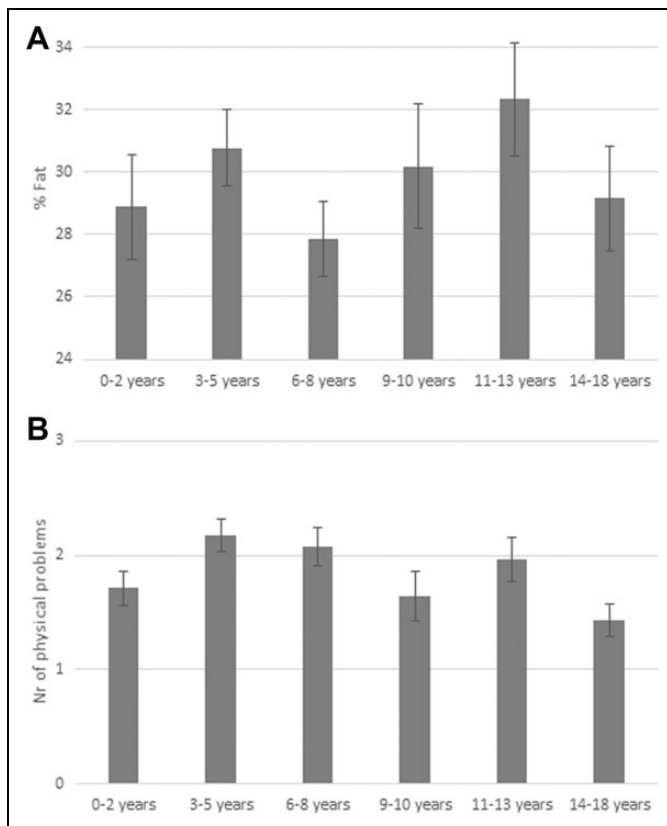 A
34
32
30
28
26
24
% Fat
0-2 years 3-5 years 6-8 years 9-10 years 11-13 years 14-18 years
B
3
2
1
0
Nr of physical problems
0-2 years 3-5 years 6-8 years 9-10 years 11-13 years 14-18 years